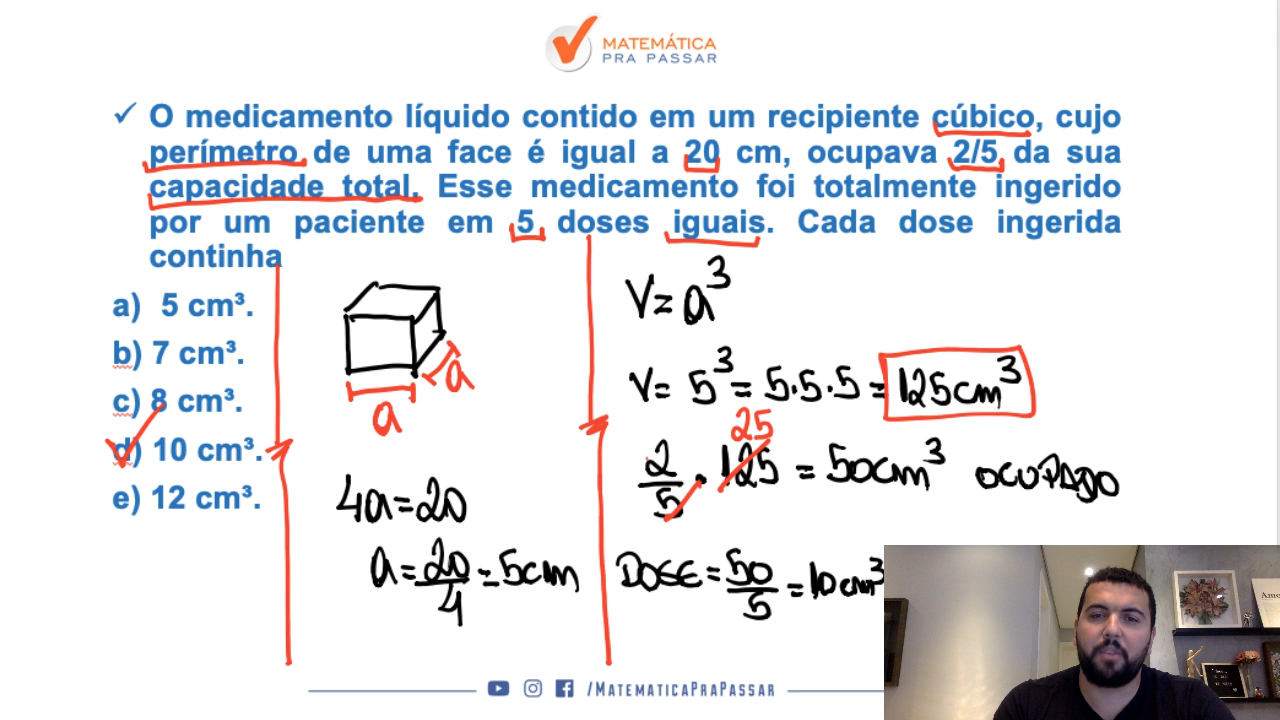 MATEMÁTICA
PRA PASSAR
✓ O medicamento líquido contido em um recipiente cúbico, cujo
perímetro de uma face é igual a 20 cm, ocupava 2/5 da sua
capacidade total. Esse medicamento foi totalmente ingerido
por um paciente em 5 doses iguais. Cada dose ingerida
continha
a) 5 cm³.
b) 7 cm³.
c) 8 cm³.
d) 10 cm³.
e) 12 cm³.
a
a
4a=20
a=20/4=5cm
V=a³
V=5³=5.5.5=125cm³
25
2/5.125=50cm³ OCUPADO
DOSE=50/5=10cm³
/MATEMATICAPRAPASSAR